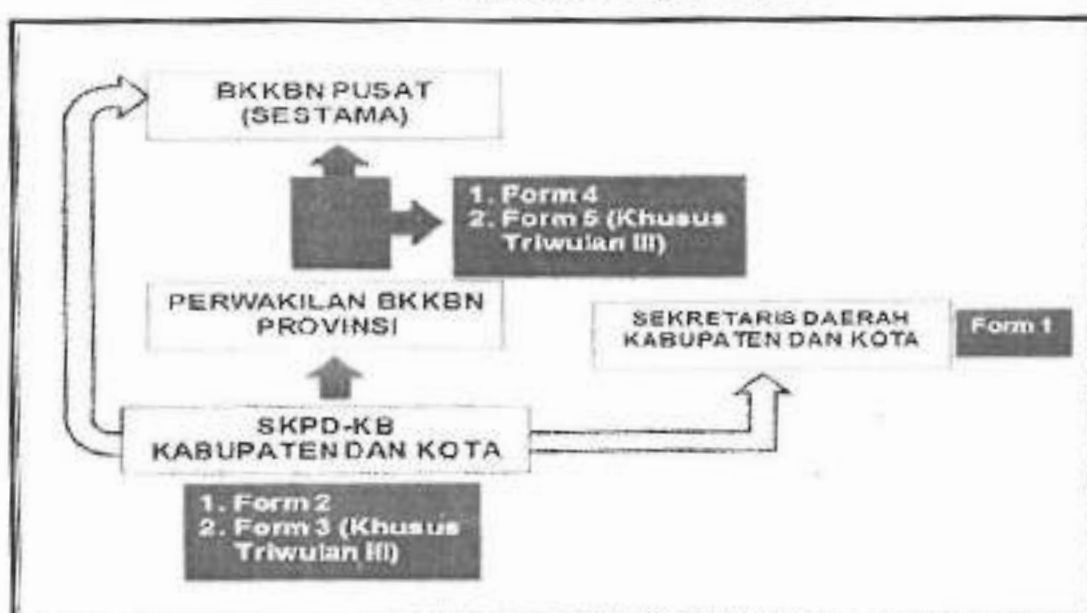 BKKBN PUSAT
(SESTAMA)
1. Form 4
2. Form 5 (Khusus
Triwulan III)
PERWAKILAN BKKBN
PROVINSI
SEKRETARIS DAERAH
KABUPATEN DAN KOTA
Form 1
SKPD-KB
KABUPATEN DAN KOTA
1. Form 2
2. Form 3 (Khusus
Triwulan III)